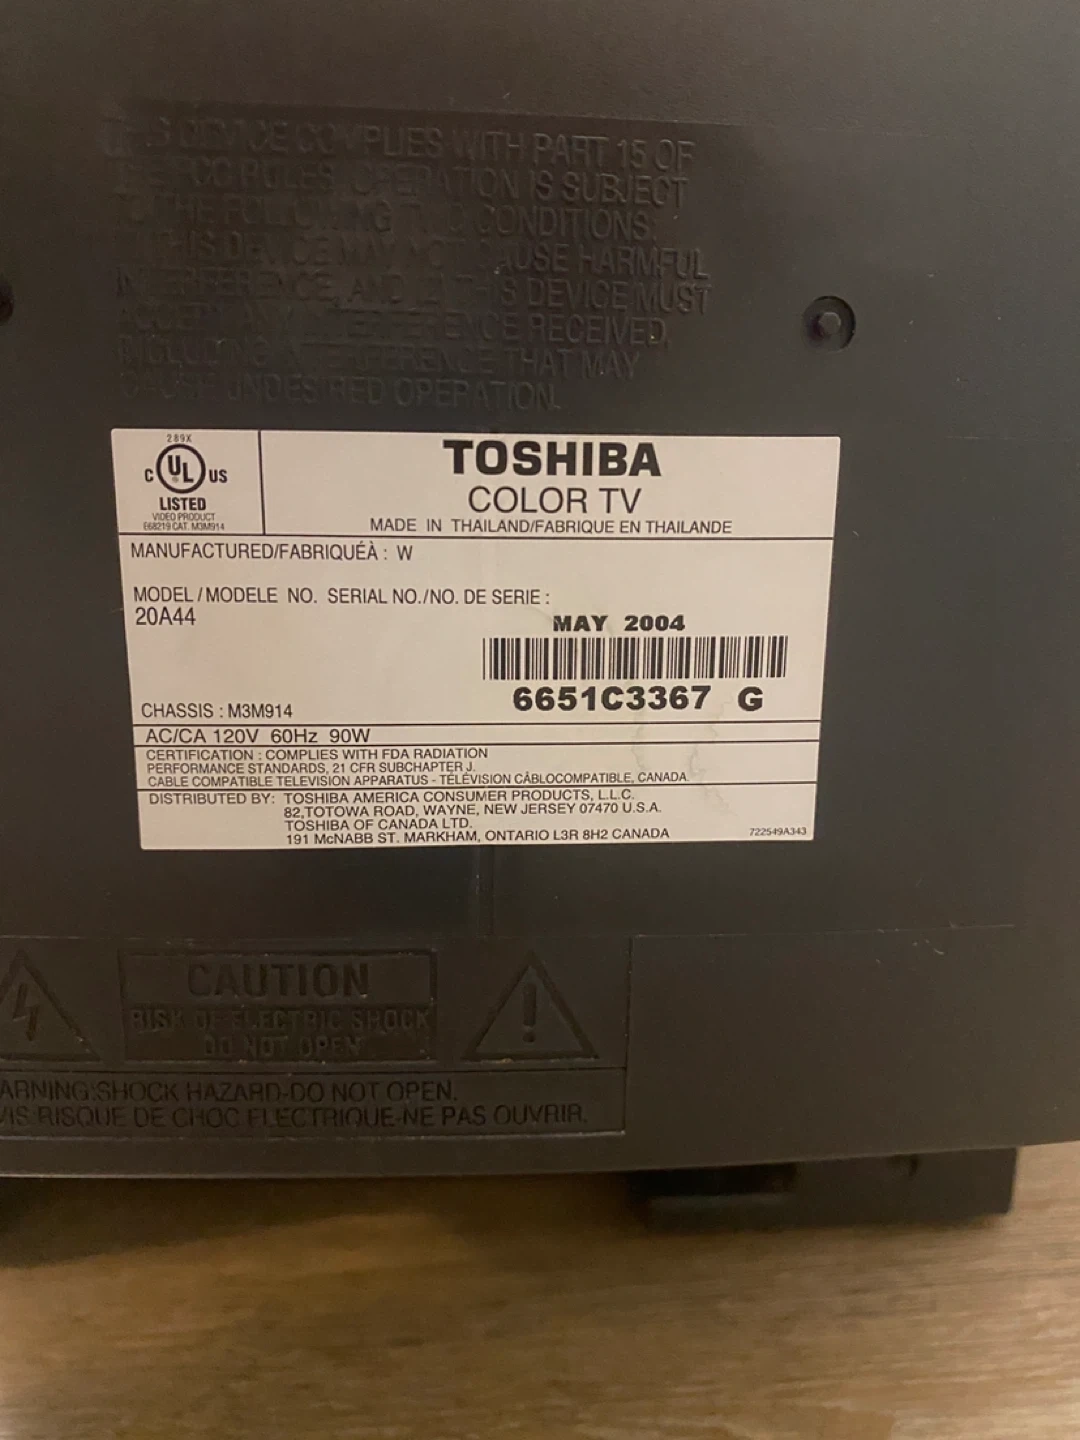 THIS DEVICE COMPLIES WITH PART 15 OF
THE FCC RULES. OPERATION IS SUBJECT
TO THE FOLLOWING TWO CONDITIONS:
THIS DEVICE MAY NOT CAUSE HARMFUL
INTERFERENCE, AND (2) THIS DEVICE MUST
ACCEPT ANY INTERFERENCE RECEIVED,
INCLUDING INTERFERENCE THAT MAY
CAUSE UNDESIRED OPERATION.
289X
C UL US
®
LISTED
VIDEO PRODUCT
E68219 CAT. M3M914
TOSHIBA
COLOR TV
MADE IN THAILAND/FABRIQUE EN THAILANDE
MANUFACTURED/FABRIQUÉÀ : W
MODEL / MODELE NO. SERIAL NO./NO. DE SERIE :
20A44
MAY 2004
6651C3367 G
CHASSIS : M3M914
AC/CA 120V 60Hz 90W
CERTIFICATION : COMPLIES WITH FDA RADIATION
PERFORMANCE STANDARDS, 21 CFR SUBCHAPTER J.
CABLE COMPATIBLE TELEVISION APPARATUS - TÉLÉVISION CÂBLOCOMPATIBLE, CANADA.
DISTRIBUTED BY: TOSHIBA AMERICA CONSUMER PRODUCTS, L.L.C.
82,TOTOWA ROAD, WAYNE, NEW JERSEY 07470 U.S.A.
TOSHIBA OF CANADA LTD.
191 McNABB ST. MARKHAM, ONTARIO L3R 8H2 CANADA
722549A343
CAUTION
RISK OF ELECTRIC SHOCK
DO NOT OPEN
!
ARNING:SHOCK HAZARD-DO NOT OPEN.
VIS:RISQUE DE CHOC ELECTRIQUE-NE PAS OUVRIR.